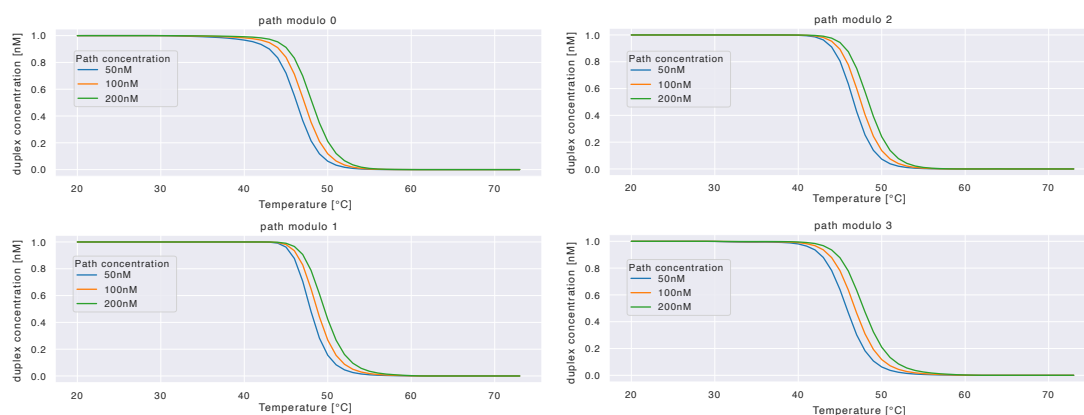 path modulo 0
duplex concentration [nM]
1.0
0.8
0.6
0.4
0.2
0.0
Path concentration
50nM
100nM
200nM
20 30 40 50 60 70
Temperature [°C]
path modulo 2
duplex concentration [nM]
1.0
0.8
0.6
0.4
0.2
0.0
Path concentration
50nM
100nM
200nM
20 30 40 50 60 70
Temperature [°C]
path modulo 1
duplex concentration [nM]
1.0
0.8
0.6
0.4
0.2
0.0
Path concentration
50nM
100nM
200nM
20 30 40 50 60 70
Temperature [°C]
path modulo 3
duplex concentration [nM]
1.0
0.8
0.6
0.4
0.2
0.0
Path concentration
50nM
100nM
200nM
20 30 40 50 60 70
Temperature [°C]